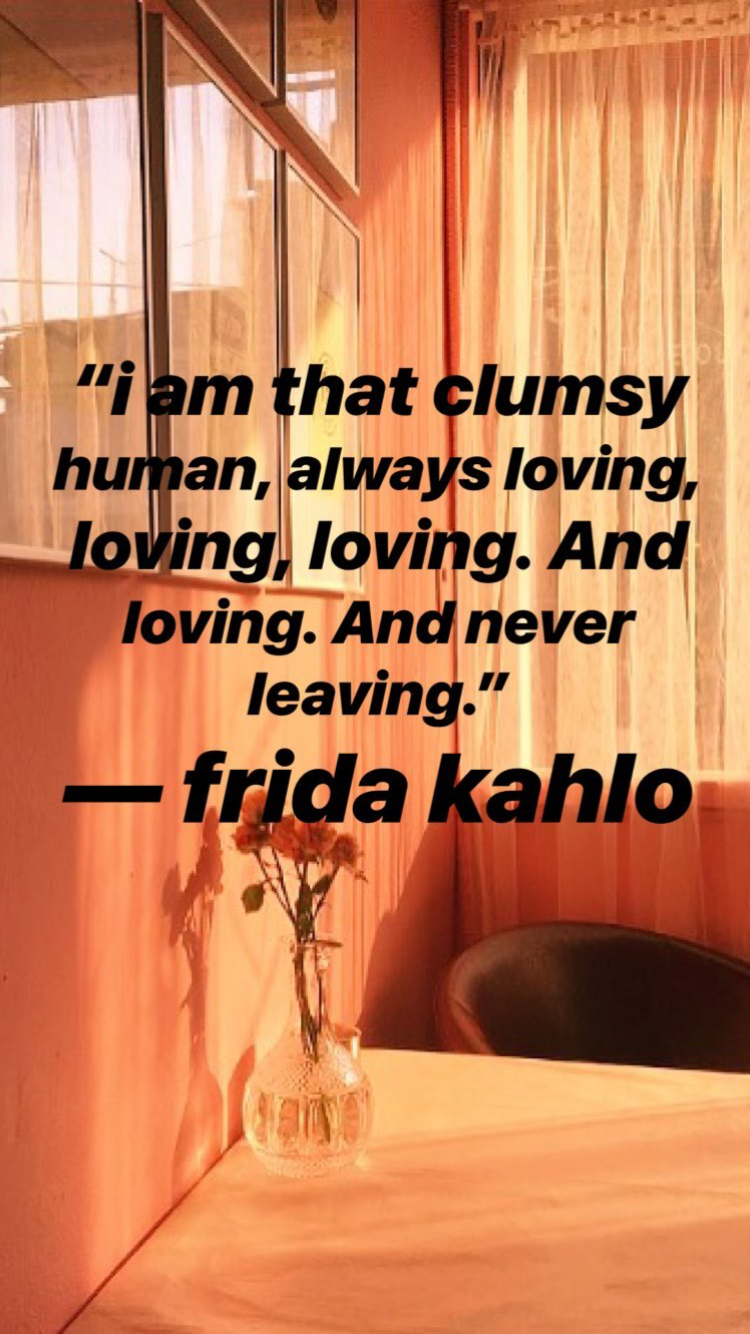 “i am that clumsy
human, always loving,
loving, loving. And
loving. And never
leaving.”
— frida kahlo